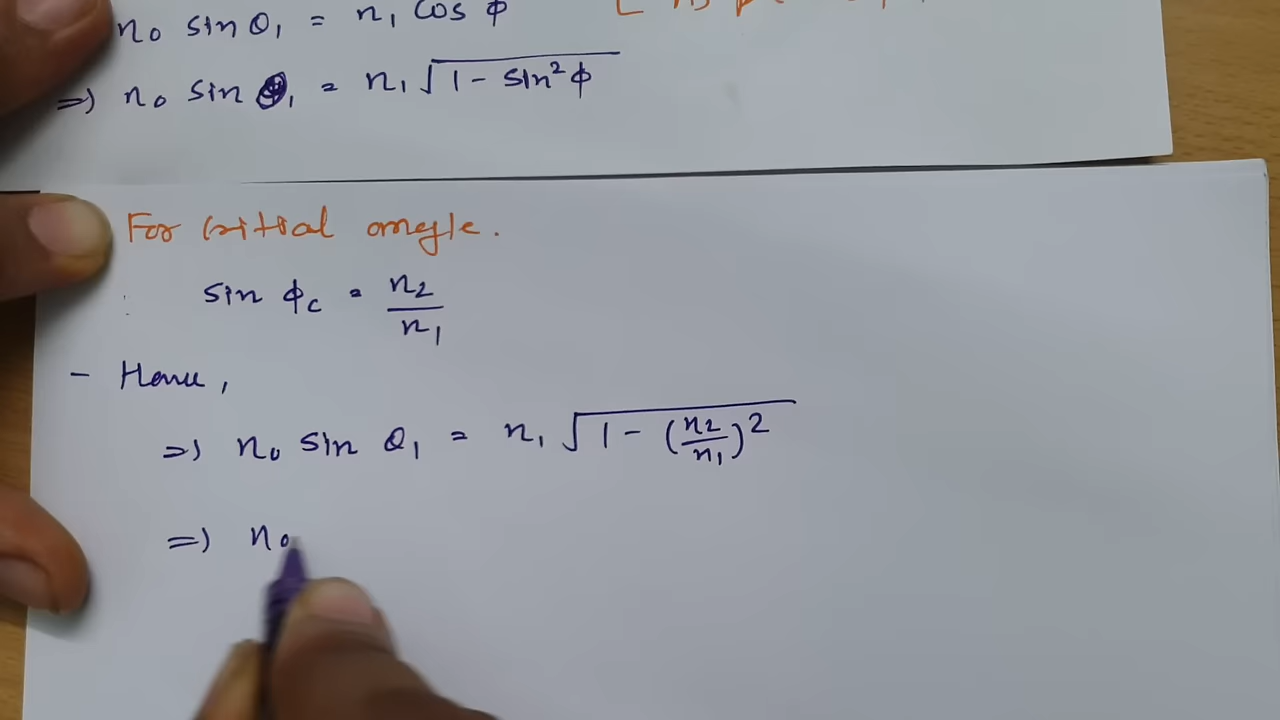 n₀ sin θ₁ = n₁ cos φ [
⇒ n₀ sin θ₁ = n₁ √(1 - sin²φ)
For critical angle.
sin φc = n₂/n₁
- Hence,
⇒ n₀ sin θ₁ = n₁ √(1 - (n₂/n₁)²)
⇒ n₀